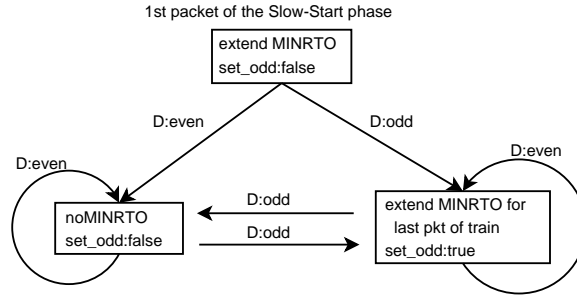 1st packet of the Slow-Start phase
extend MINRTO
set_odd:false
D:even
D:odd
D:even
D:even
noMINRTO
set_odd:false
D:odd
D:odd
extend MINRTO for
last pkt of train
set_odd:true